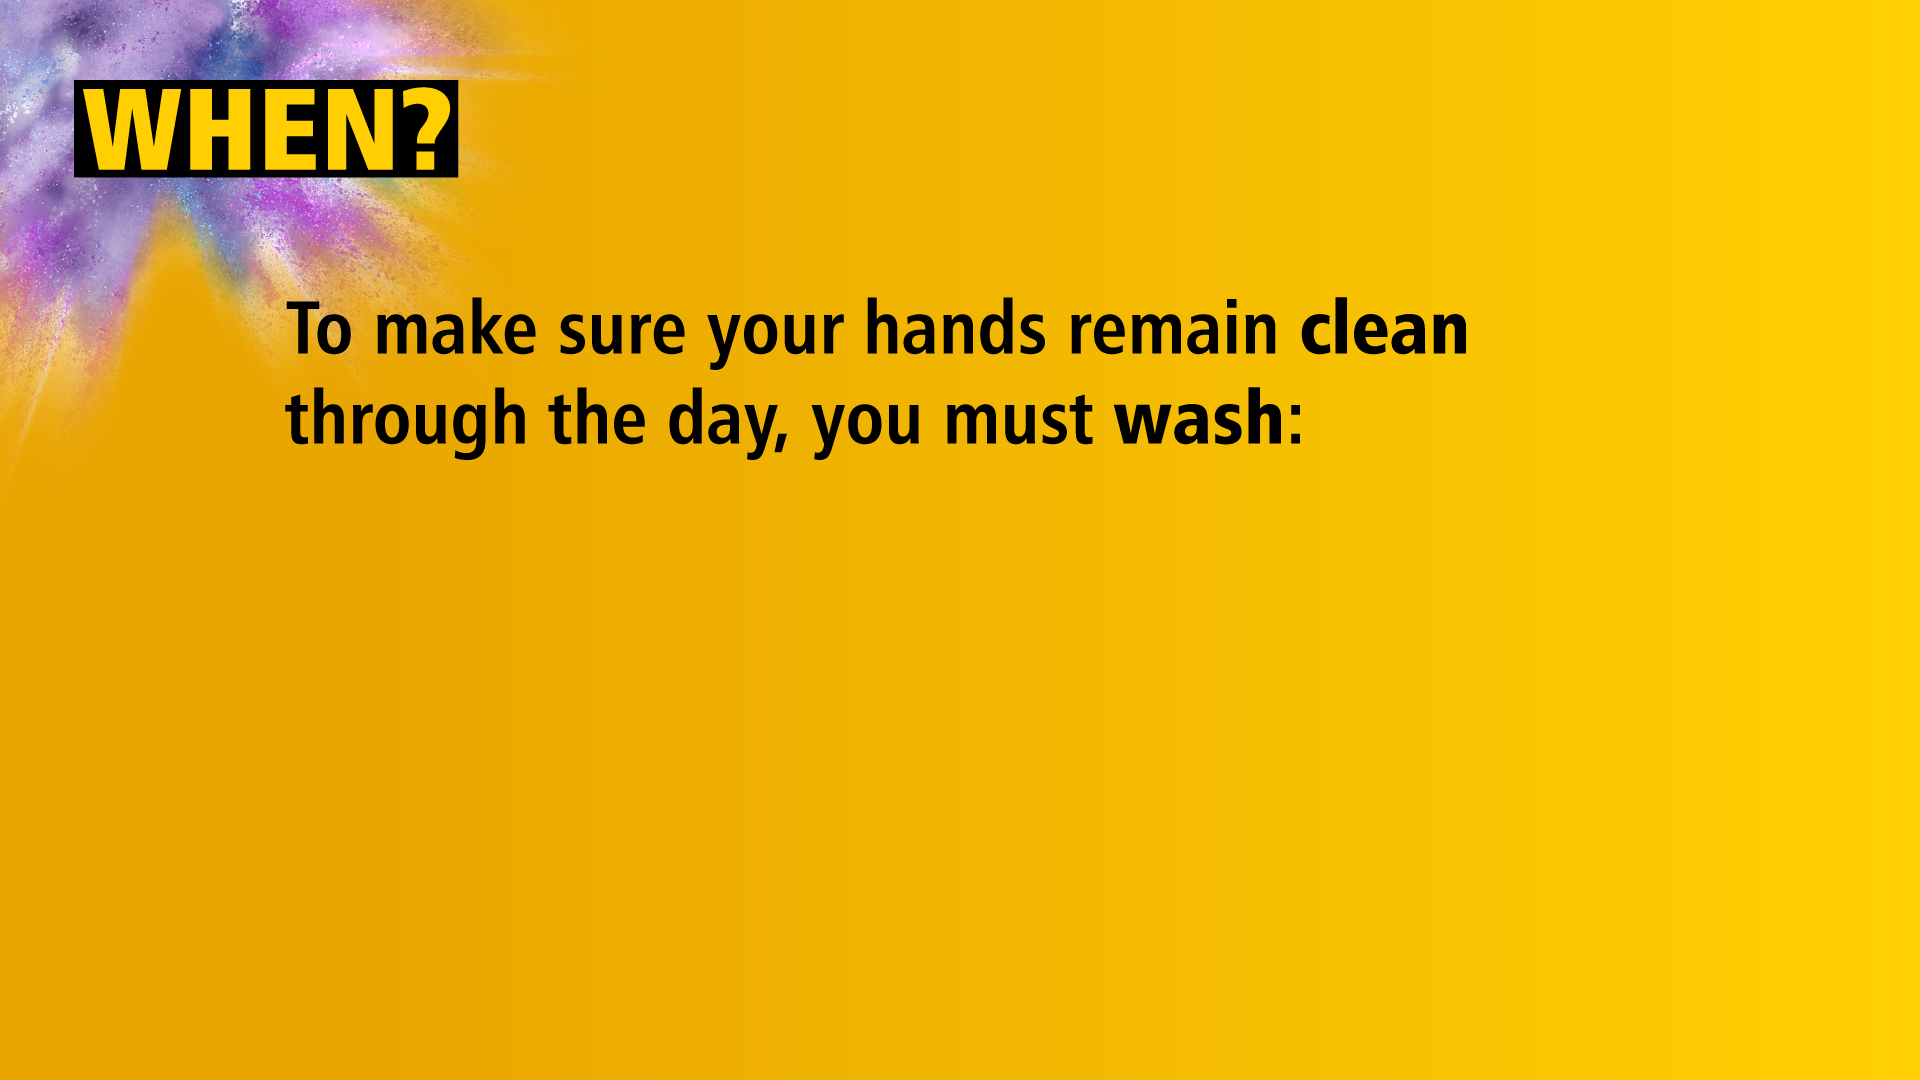 WHEN?
To make sure your hands remain clean
through the day, you must wash: